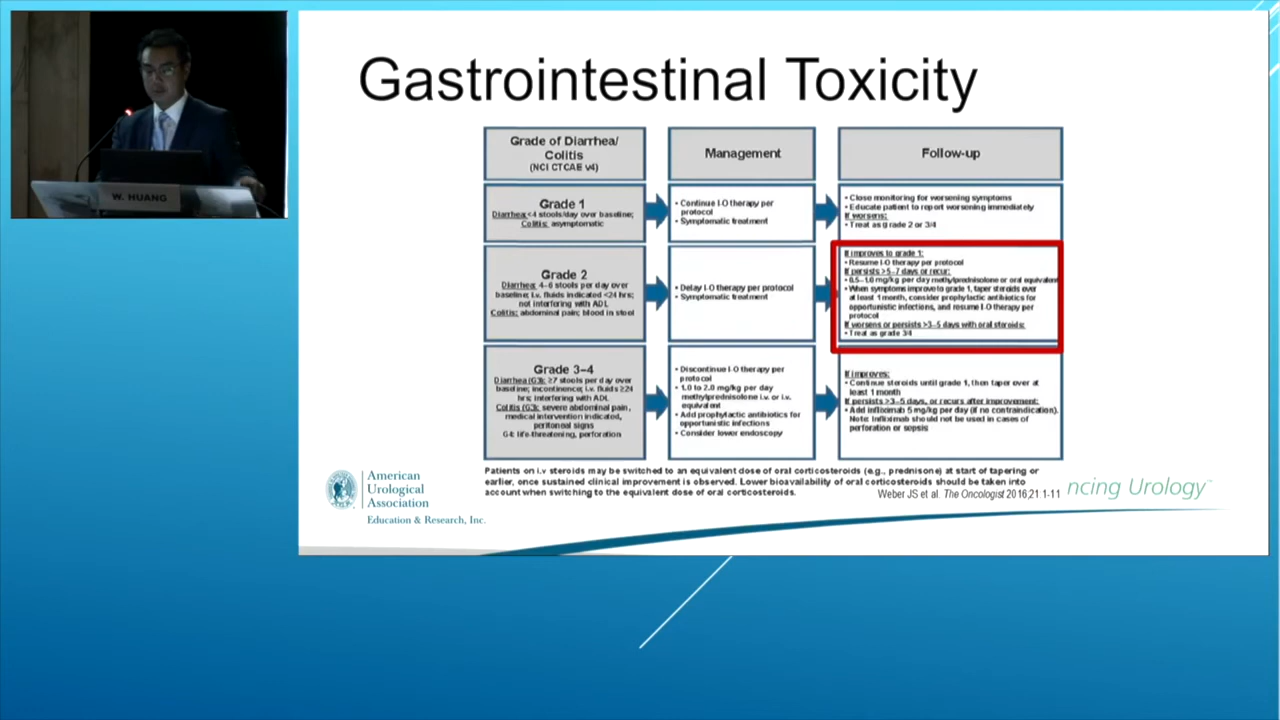 W. HUANG
Gastrointestinal Toxicity
Grade of Diarrhea/
Colitis
(NCI CTCAE v4)
Management
Follow-up
Grade 1
Diarrhea:<4 stools/day over baseline;
Colitis: asymptomatic
• Continue I-O therapy per
protocol
• Symptomatic treatment
• Close monitoring for worsening symptoms
• Educate patient to report worsening immediately
If worsens:
• Treat as grade 2 or 3/4
Grade 2
Diarrhea: 4–6 stools per day over
baseline; i.v. fluids indicated <24 hrs;
not interfering with ADL
Colitis: abdominal pain; blood in stool
• Delay I-O therapy per protocol
• Symptomatic treatment
If improves to grade 1:
• Resume I-O therapy per protocol
If persists >5–7 days or recur:
• 0.5–1.0 mg/kg per day methylprednisolone or oral equivalent
• When symptoms improve to grade 1, taper steroids over
at least 1 month, consider prophylactic antibiotics for
opportunistic infections, and resume I-O therapy per
protocol
If worsens or persists >3–5 days with oral steroids:
• Treat as grade 3/4
Grade 3–4
Diarrhea (G3): ≥7 stools per day over
baseline; incontinence; i.v. fluids ≥24
hrs; interfering with ADL
Colitis (G3): severe abdominal pain,
medical intervention indicated,
peritoneal signs
G4: life-threatening, perforation
• Discontinue I-O therapy per
protocol
• 1.0 to 2.0 mg/kg per day
methylprednisolone i.v. or i.v.
equivalent
• Add prophylactic antibiotics for
opportunistic infections
• Consider lower endoscopy
If improves:
• Continue steroids until grade 1, then taper over at
least 1 month
If persists >3–5 days, or recurs after improvement:
• Add infliximab 5 mg/kg per day (if no contraindication).
Note: Infliximab should not be used in cases of
perforation or sepsis
Patients on i.v steroids may be switched to an equivalent dose of oral corticosteroids (e.g., prednisone) at start of tapering or
earlier, once sustained clinical improvement is observed. Lower bioavailability of oral corticosteroids should be taken into
account when switching to the equivalent dose of oral corticosteroids.
Weber JS et al. The Oncologist 2016;21:1-11
American
Urological
Association
Education & Research, Inc.
ncing Urology